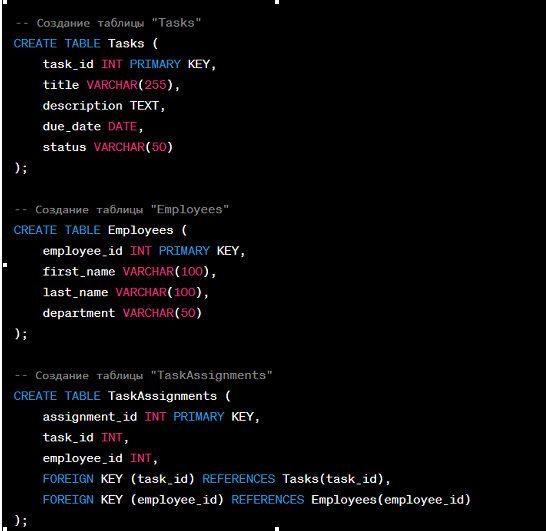 -- Создание таблицы "Tasks"
CREATE TABLE Tasks (
    task_id INT PRIMARY KEY,
    title VARCHAR(255),
    description TEXT,
    due_date DATE,
    status VARCHAR(50)
);

-- Создание таблицы "Employees"
CREATE TABLE Employees (
    employee_id INT PRIMARY KEY,
    first_name VARCHAR(100),
    last_name VARCHAR(100),
    department VARCHAR(50)
);

-- Создание таблицы "TaskAssignments"
CREATE TABLE TaskAssignments (
    assignment_id INT PRIMARY KEY,
    task_id INT,
    employee_id INT,
    FOREIGN KEY (task_id) REFERENCES Tasks(task_id),
    FOREIGN KEY (employee_id) REFERENCES Employees(employee_id)
);